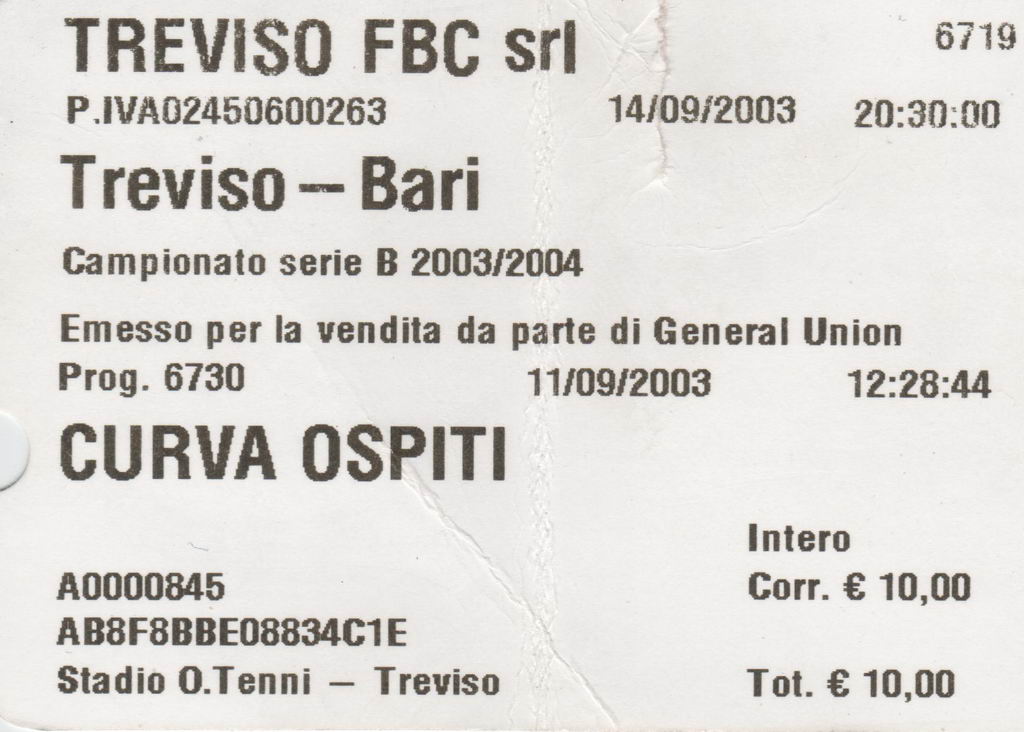 TREVISO FBC srl 6719
P.IVA02450600263 14/09/2003 20:30:00
Treviso – Bari
Campionato serie B 2003/2004
Emesso per la vendita da parte di General Union
Prog. 6730 11/09/2003 12:28:44
CURVA OSPITI
Intero
A0000845 Corr. € 10,00
AB8F8BBE08834C1E
Stadio O.Tenni – Treviso Tot. € 10,00